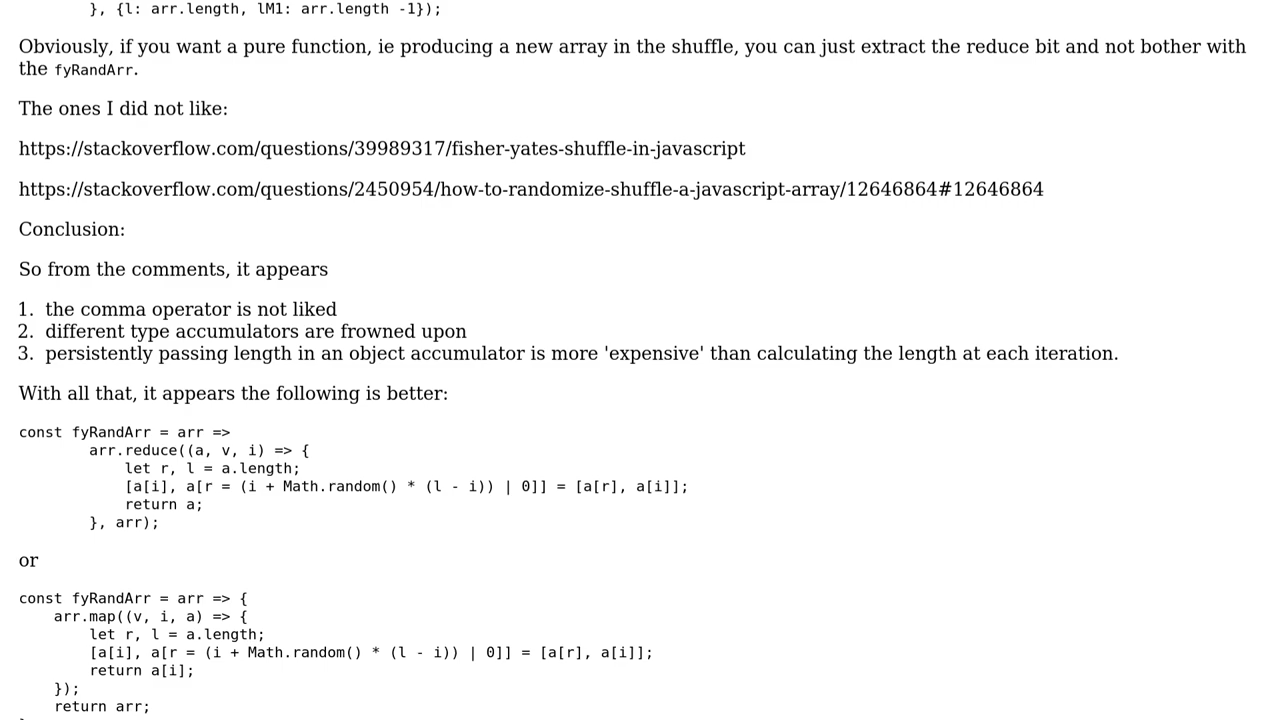 }, {l: arr.length, lM1: arr.length -1});
Obviously, if you want a pure function, ie producing a new array in the shuffle, you can just extract the reduce bit and not bother with
the fyRandArr.
The ones I did not like:
https://stackoverflow.com/questions/39989317/fisher-yates-shuffle-in-javascript
https://stackoverflow.com/questions/2450954/how-to-randomize-shuffle-a-javascript-array/12646864#12646864
Conclusion:
So from the comments, it appears
1. the comma operator is not liked
2. different type accumulators are frowned upon
3. persistently passing length in an object accumulator is more 'expensive' than calculating the length at each iteration.
With all that, it appears the following is better:
const fyRandArr = arr =>
        arr.reduce((a, v, i) => {
            let r, l = a.length;
            [a[i], a[r = (i + Math.random() * (l - i)) | 0]] = [a[r], a[i]];
            return a;
        }, arr);
or
const fyRandArr = arr => {
    arr.map((v, i, a) => {
        let r, l = a.length;
        [a[i], a[r = (i + Math.random() * (l - i)) | 0]] = [a[r], a[i]];
        return a[i];
    });
    return arr;